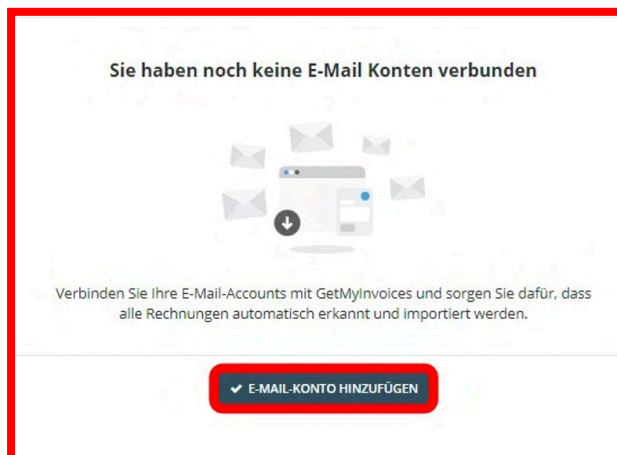 Sie haben noch keine E-Mail Konten verbunden
Verbinden Sie Ihre E-Mail-Accounts mit GetMyInvoices und sorgen Sie dafür, dass
alle Rechnungen automatisch erkannt und importiert werden.
E-MAIL-KONTO HINZUFÜGEN